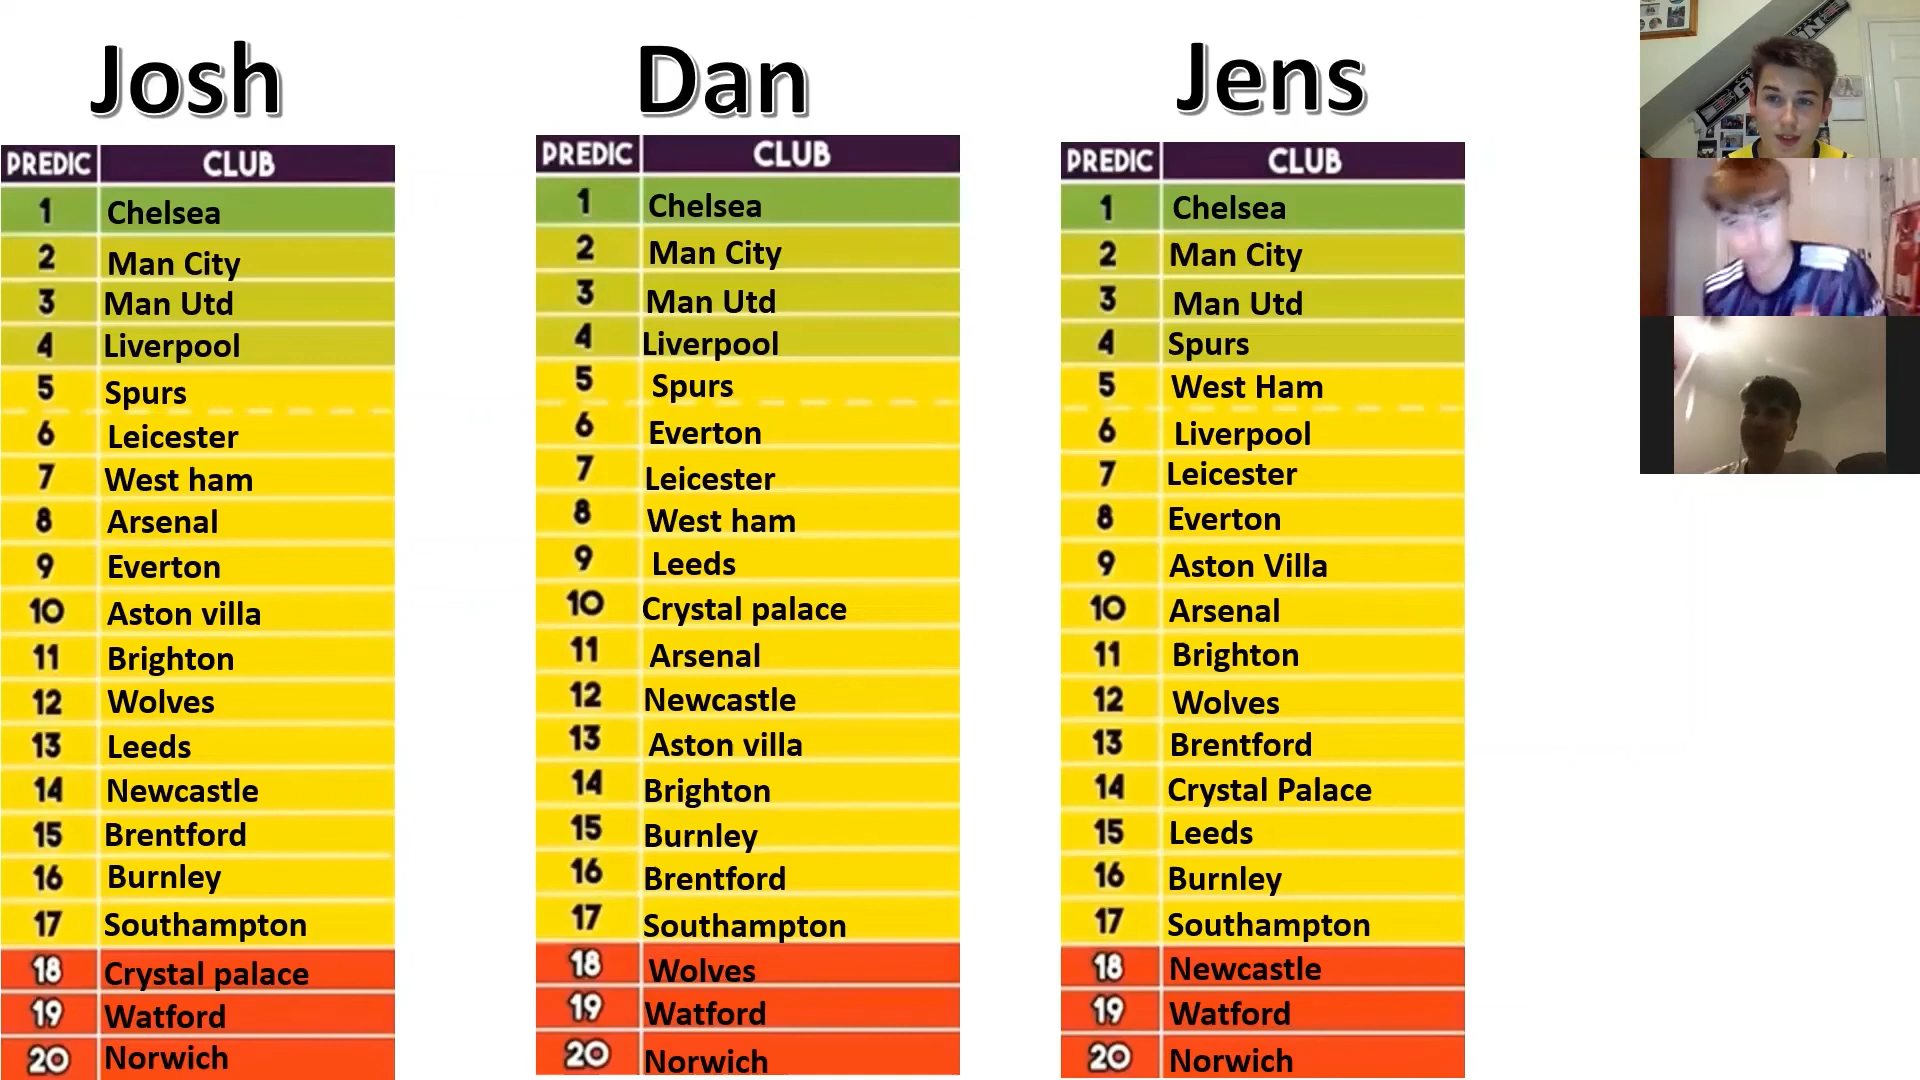 Josh
PREDIC CLUB
1 Chelsea
2 Man City
3 Man Utd
4 Liverpool
5 Spurs
6 Leicester
7 West ham
8 Arsenal
9 Everton
10 Aston villa
11 Brighton
12 Wolves
13 Leeds
14 Newcastle
15 Brentford
16 Burnley
17 Southampton
18 Crystal palace
19 Watford
20 Norwich
Dan
PREDIC CLUB
1 Chelsea
2 Man City
3 Man Utd
4 Liverpool
5 Spurs
6 Everton
7 Leicester
8 West ham
9 Leeds
10 Crystal palace
11 Arsenal
12 Newcastle
13 Aston villa
14 Brighton
15 Burnley
16 Brentford
17 Southampton
18 Wolves
19 Watford
20 Norwich
Jens
PREDIC CLUB
1 Chelsea
2 Man City
3 Man Utd
4 Spurs
5 West Ham
6 Liverpool
7 Leicester
8 Everton
9 Aston Villa
10 Arsenal
11 Brighton
12 Wolves
13 Brentford
14 Crystal Palace
15 Leeds
16 Burnley
17 Southampton
18 Newcastle
19 Watford
20 Norwich